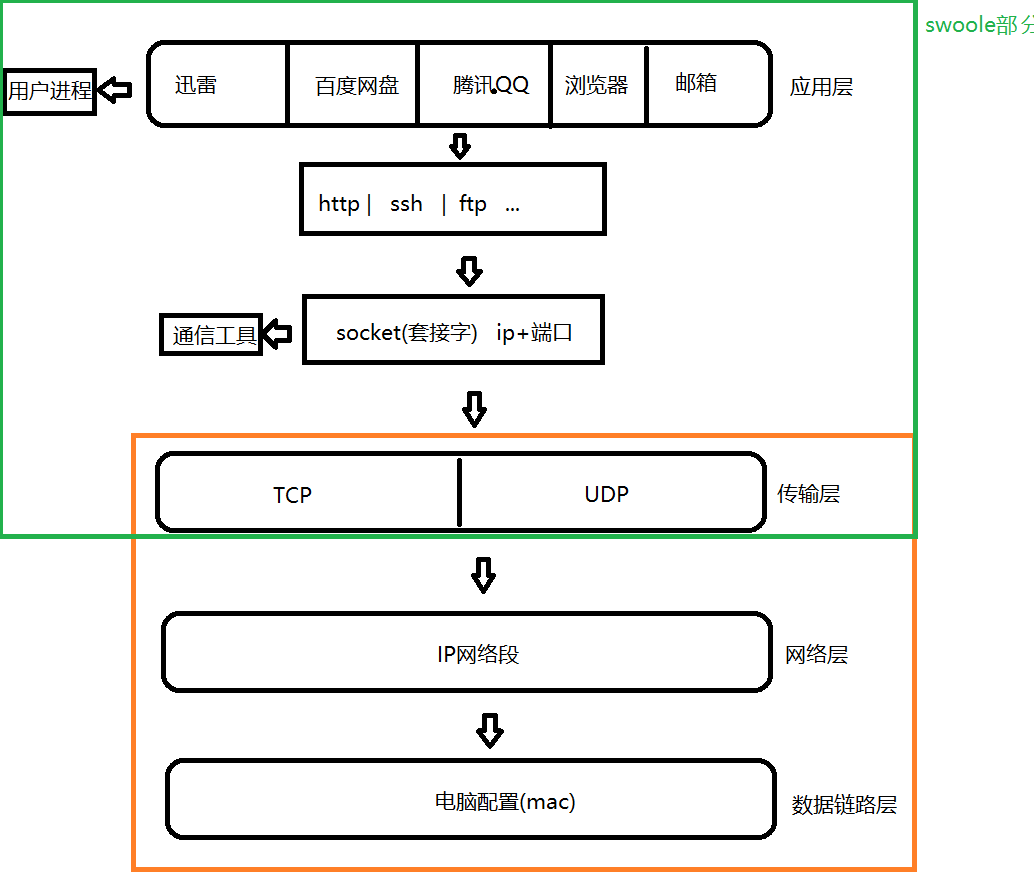 swoole部分
用户进程
迅雷 百度网盘 腾讯QQ 浏览器 邮箱 应用层
http | ssh | ftp ...
通信工具
socket(套接字) ip+端口
TCP UDP 传输层
IP网络段 网络层
电脑配置(mac) 数据链路层